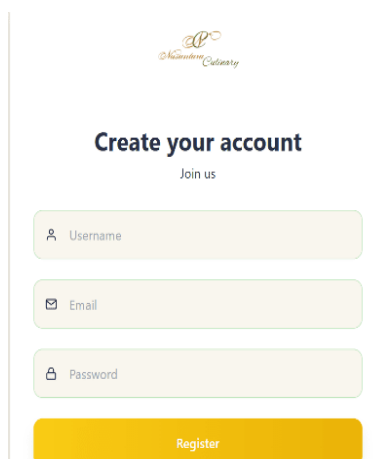 Nusantara
Culinary
Create your account
Join us
Username
Email
Password
Register